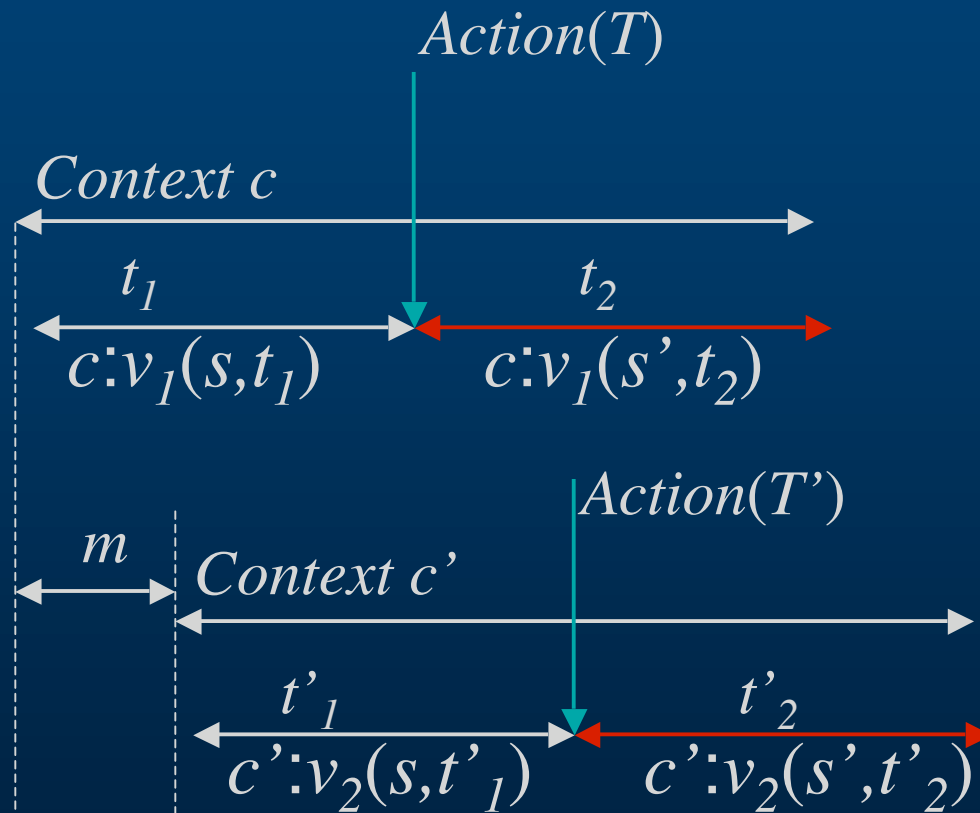 Action(T)
Context c
t₁ t₂
c:v₁(s,t₁) c:v₁(s’,t₂)
Action(T’)
m
Context c’
t’₁ t’₂
c’:v₂(s,t’₁) c’:v₂(s’,t’₂)